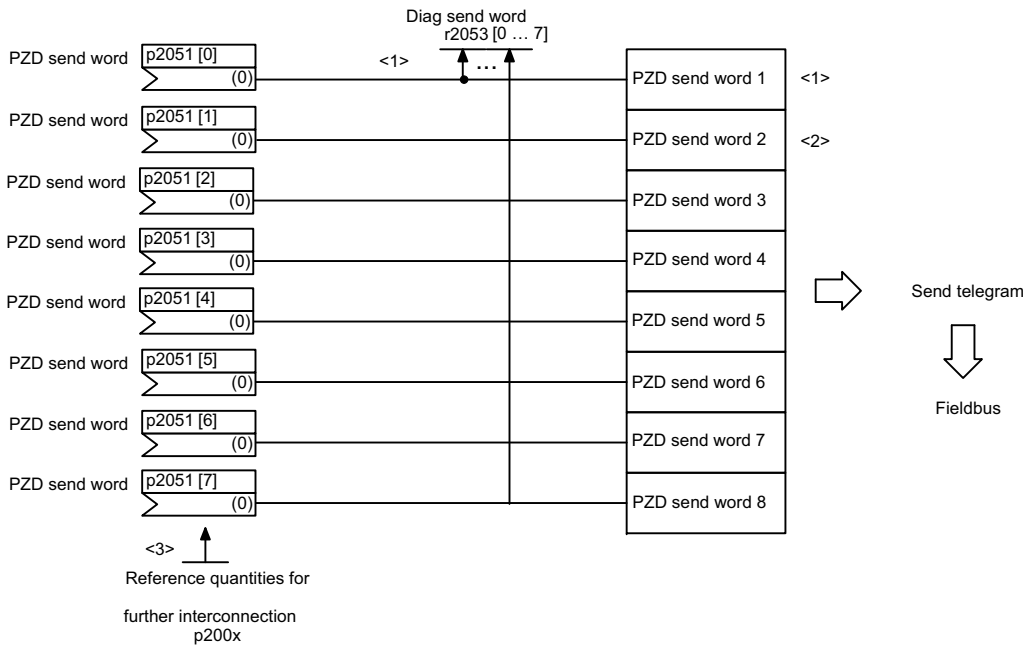 Diag send word
r2053 [0 … 7]
PZD send word p2051 [0]
(0)
<1>
...
PZD send word 1 <1>
PZD send word p2051 [1]
(0)
PZD send word 2 <2>
PZD send word p2051 [2]
(0)
PZD send word 3
PZD send word p2051 [3]
(0)
PZD send word 4
PZD send word p2051 [4]
(0)
PZD send word 5
Send telegram
PZD send word p2051 [5]
(0)
PZD send word 6
Fieldbus
PZD send word p2051 [6]
(0)
PZD send word 7
PZD send word p2051 [7]
(0)
PZD send word 8
<3>
Reference quantities for
further interconnection
p200x